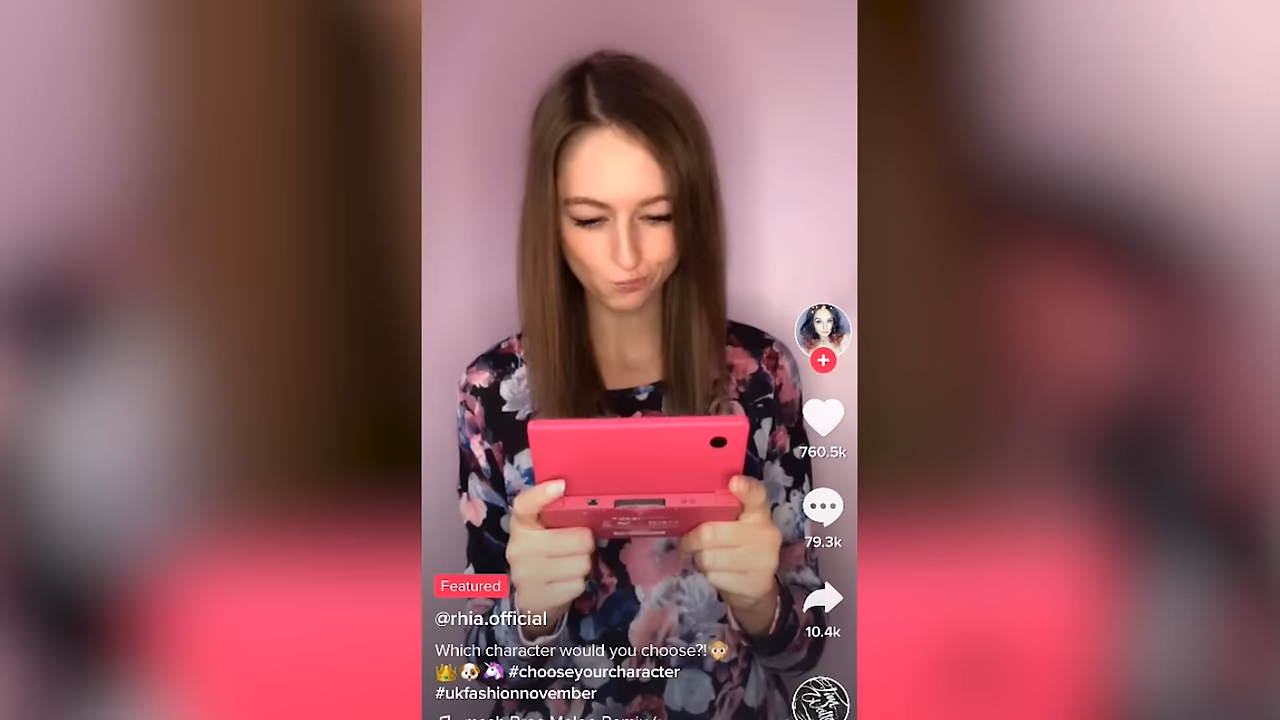 760.5k
79.3k
Featured
@rhia.official
10.4k
Which character would you choose?!
#chooseyourcharacter
#ukfashionnovember